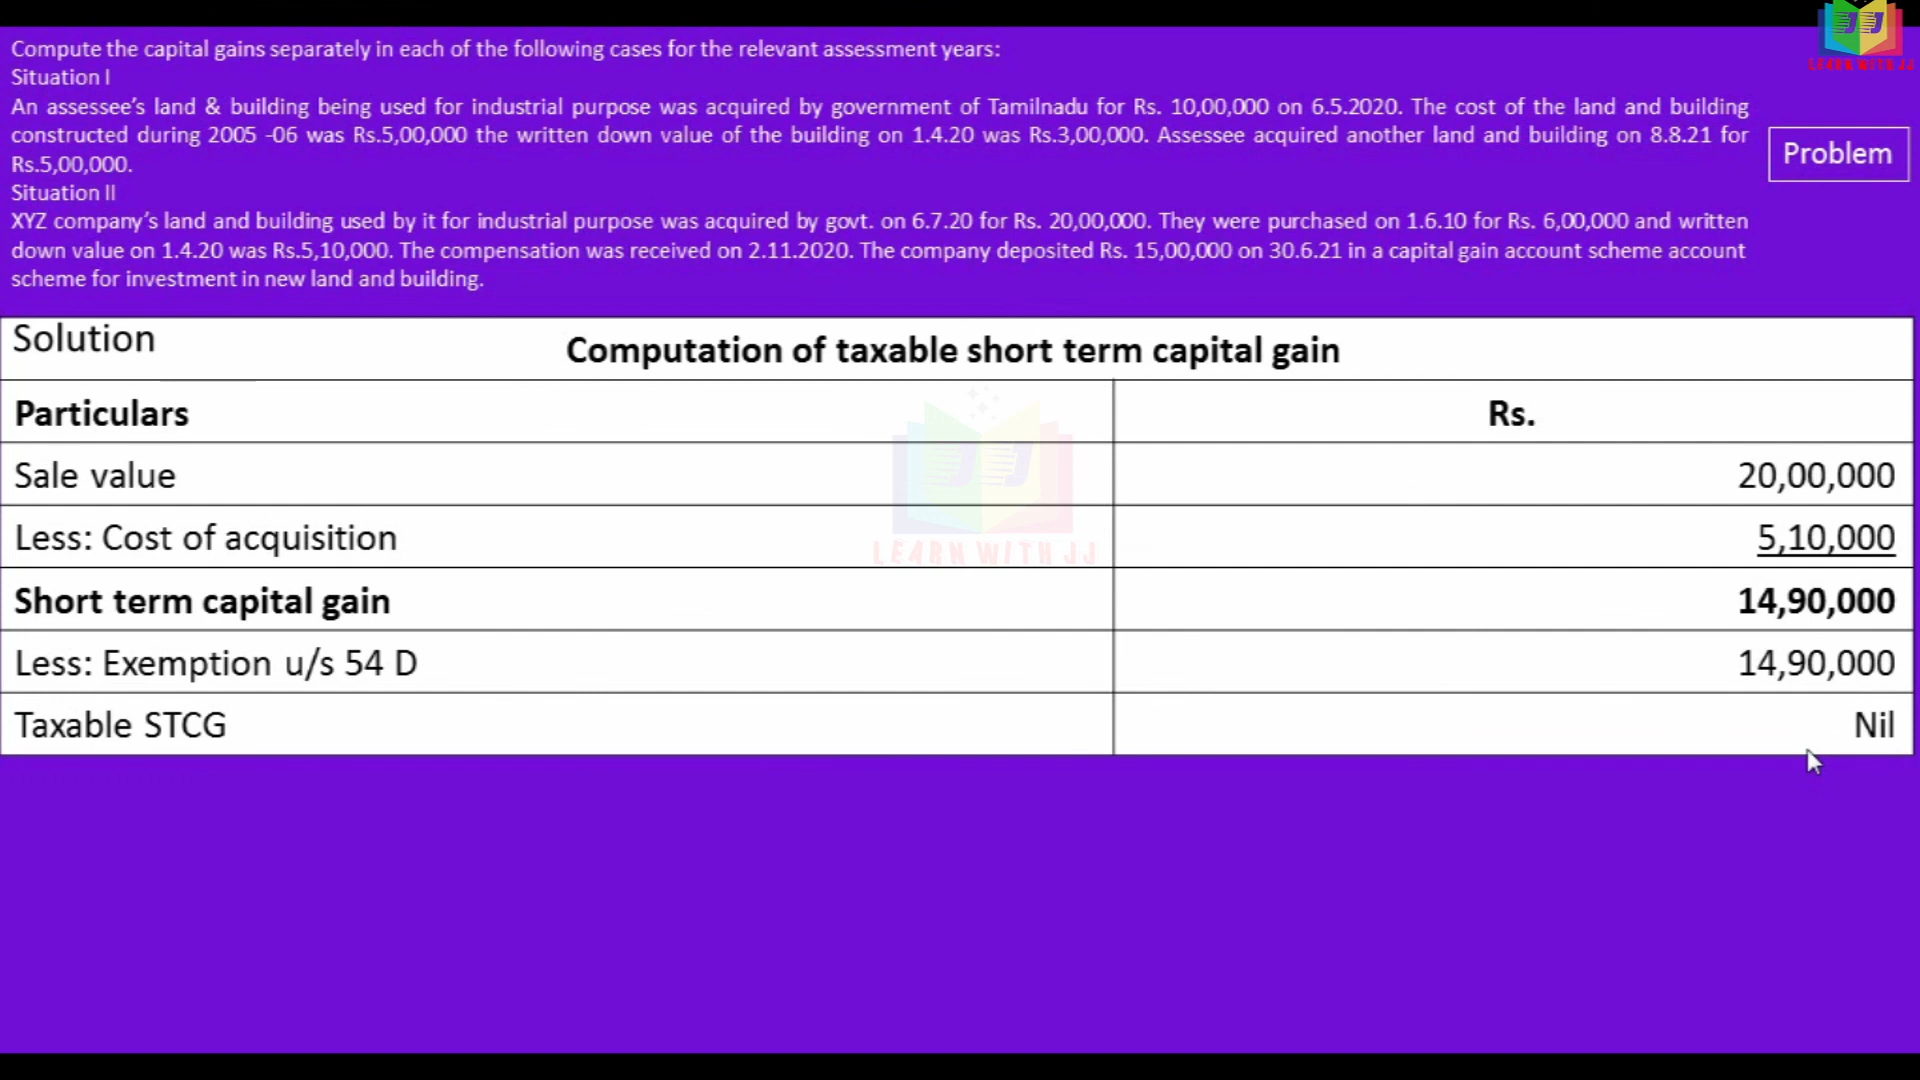 Compute the capital gains separately in each of the following cases for the relevant assessment years:
Situation I
An assessee's land & building being used for industrial purpose was acquired by government of Tamilnadu for Rs. 10,00,000 on 6.5.2020. The cost of the land and building
constructed during 2005 -06 was Rs.5,00,000 the written down value of the building on 1.4.20 was Rs.3,00,000. Assessee acquired another land and building on 8.8.21 for
Rs.5,00,000.
Situation II
XYZ company's land and building used by it for industrial purpose was acquired by govt. on 6.7.20 for Rs. 20,00,000. They were purchased on 1.6.10 for Rs. 6,00,000 and written
down value on 1.4.20 was Rs.5,10,000. The compensation was received on 2.11.2020. The company deposited Rs. 15,00,000 on 30.6.21 in a capital gain account scheme account
scheme for investment in new land and building.
JJ
LEARN WITH JJ
Problem
Solution
Computation of taxable short term capital gain
Particulars Rs.
Sale value 20,00,000
Less: Cost of acquisition 5,10,000
Short term capital gain 14,90,000
Less: Exemption u/s 54 D 14,90,000
Taxable STCG Nil
JJ
LEARN WITH JJ